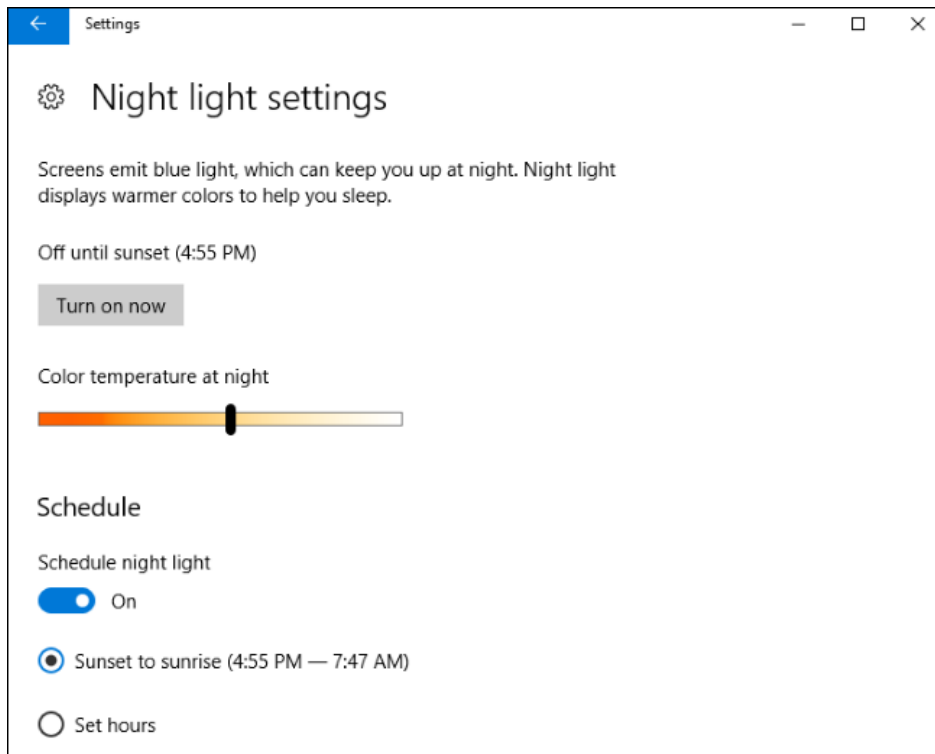 Settings
Night light settings
Screens emit blue light, which can keep you up at night. Night light
displays warmer colors to help you sleep.
Off until sunset (4:55 PM)
Turn on now
Color temperature at night
Schedule
Schedule night light
On
Sunset to sunrise (4:55 PM — 7:47 AM)
Set hours